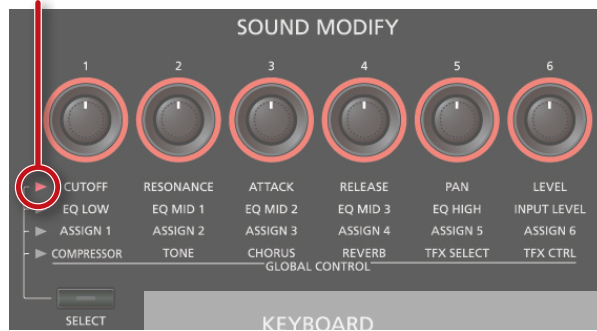 SOUND MODIFY
1 2 3 4 5 6
CUTOFF RESONANCE ATTACK RELEASE PAN LEVEL
EQ LOW EQ MID 1 EQ MID 2 EQ MID 3 EQ HIGH INPUT LEVEL
ASSIGN 1 ASSIGN 2 ASSIGN 3 ASSIGN 4 ASSIGN 5 ASSIGN 6
COMPRESSOR TONE CHORUS REVERB TFX SELECT TFX CTRL
GLOBAL CONTROL
SELECT
KEYBOARD